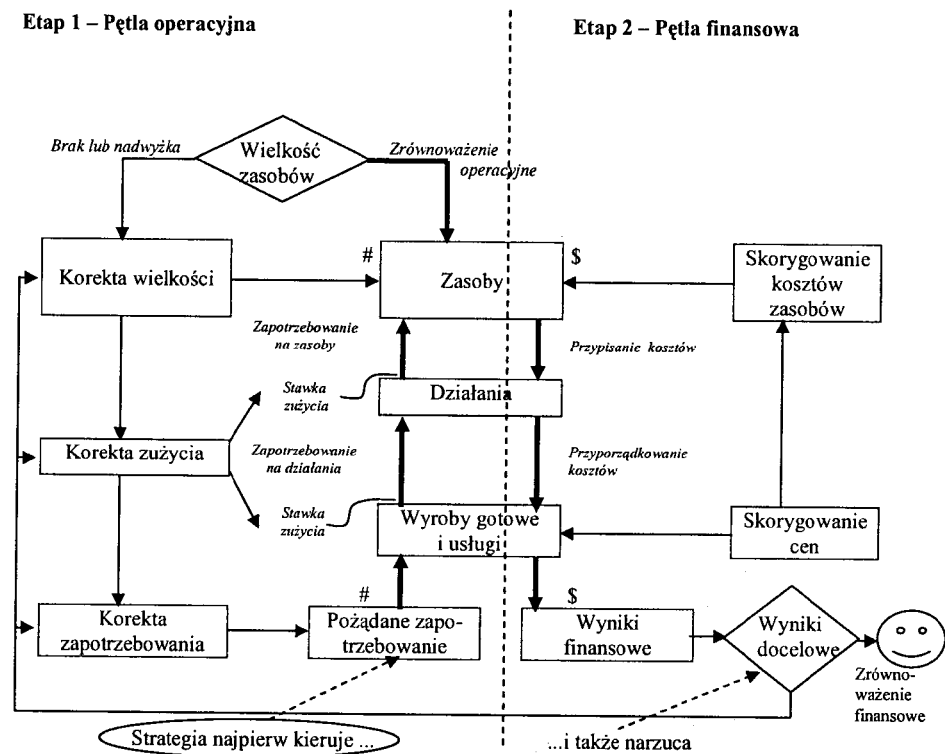 Etap 1 – Pętla operacyjna
Etap 2 – Pętla finansowa
Brak lub nadwyżka
Wielkość
zasobów
Zrównoważenie
operacyjne
Korekta wielkości
#
Zasoby
$
Skorygowanie
kosztów
zasobów
Zapotrzebowanie
na zasoby
Przypisanie kosztów
Stawka
zużycia
Działania
Korekta zużycia
Zapotrzebowanie
na działania
Przyporządkowanie
kosztów
Stawka
zużycia
Wyroby gotowe
i usługi
Skorygowanie
cen
Korekta
zapotrzebowania
#
Pożądane zapo-
trzebowanie
$
Wyniki
finansowe
Wyniki
docelowe
Zrówno-
ważenie
finansowe
Strategia najpierw kieruje ...
...i także narzuca